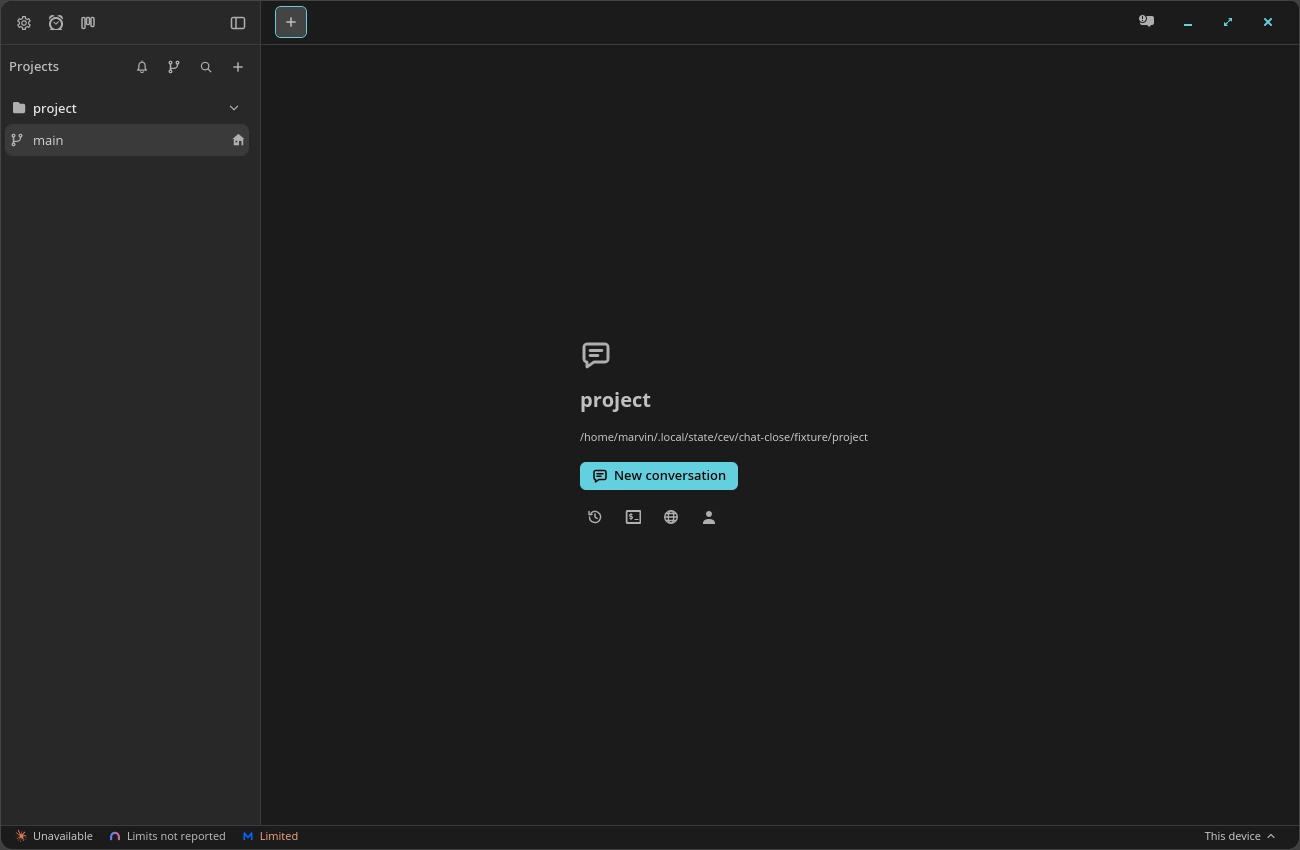 Projects
project
main
project
/home/marvin/.local/state/cev/chat-close/fixture/project
New conversation
Unavailable
Limits not reported
Limited
This device